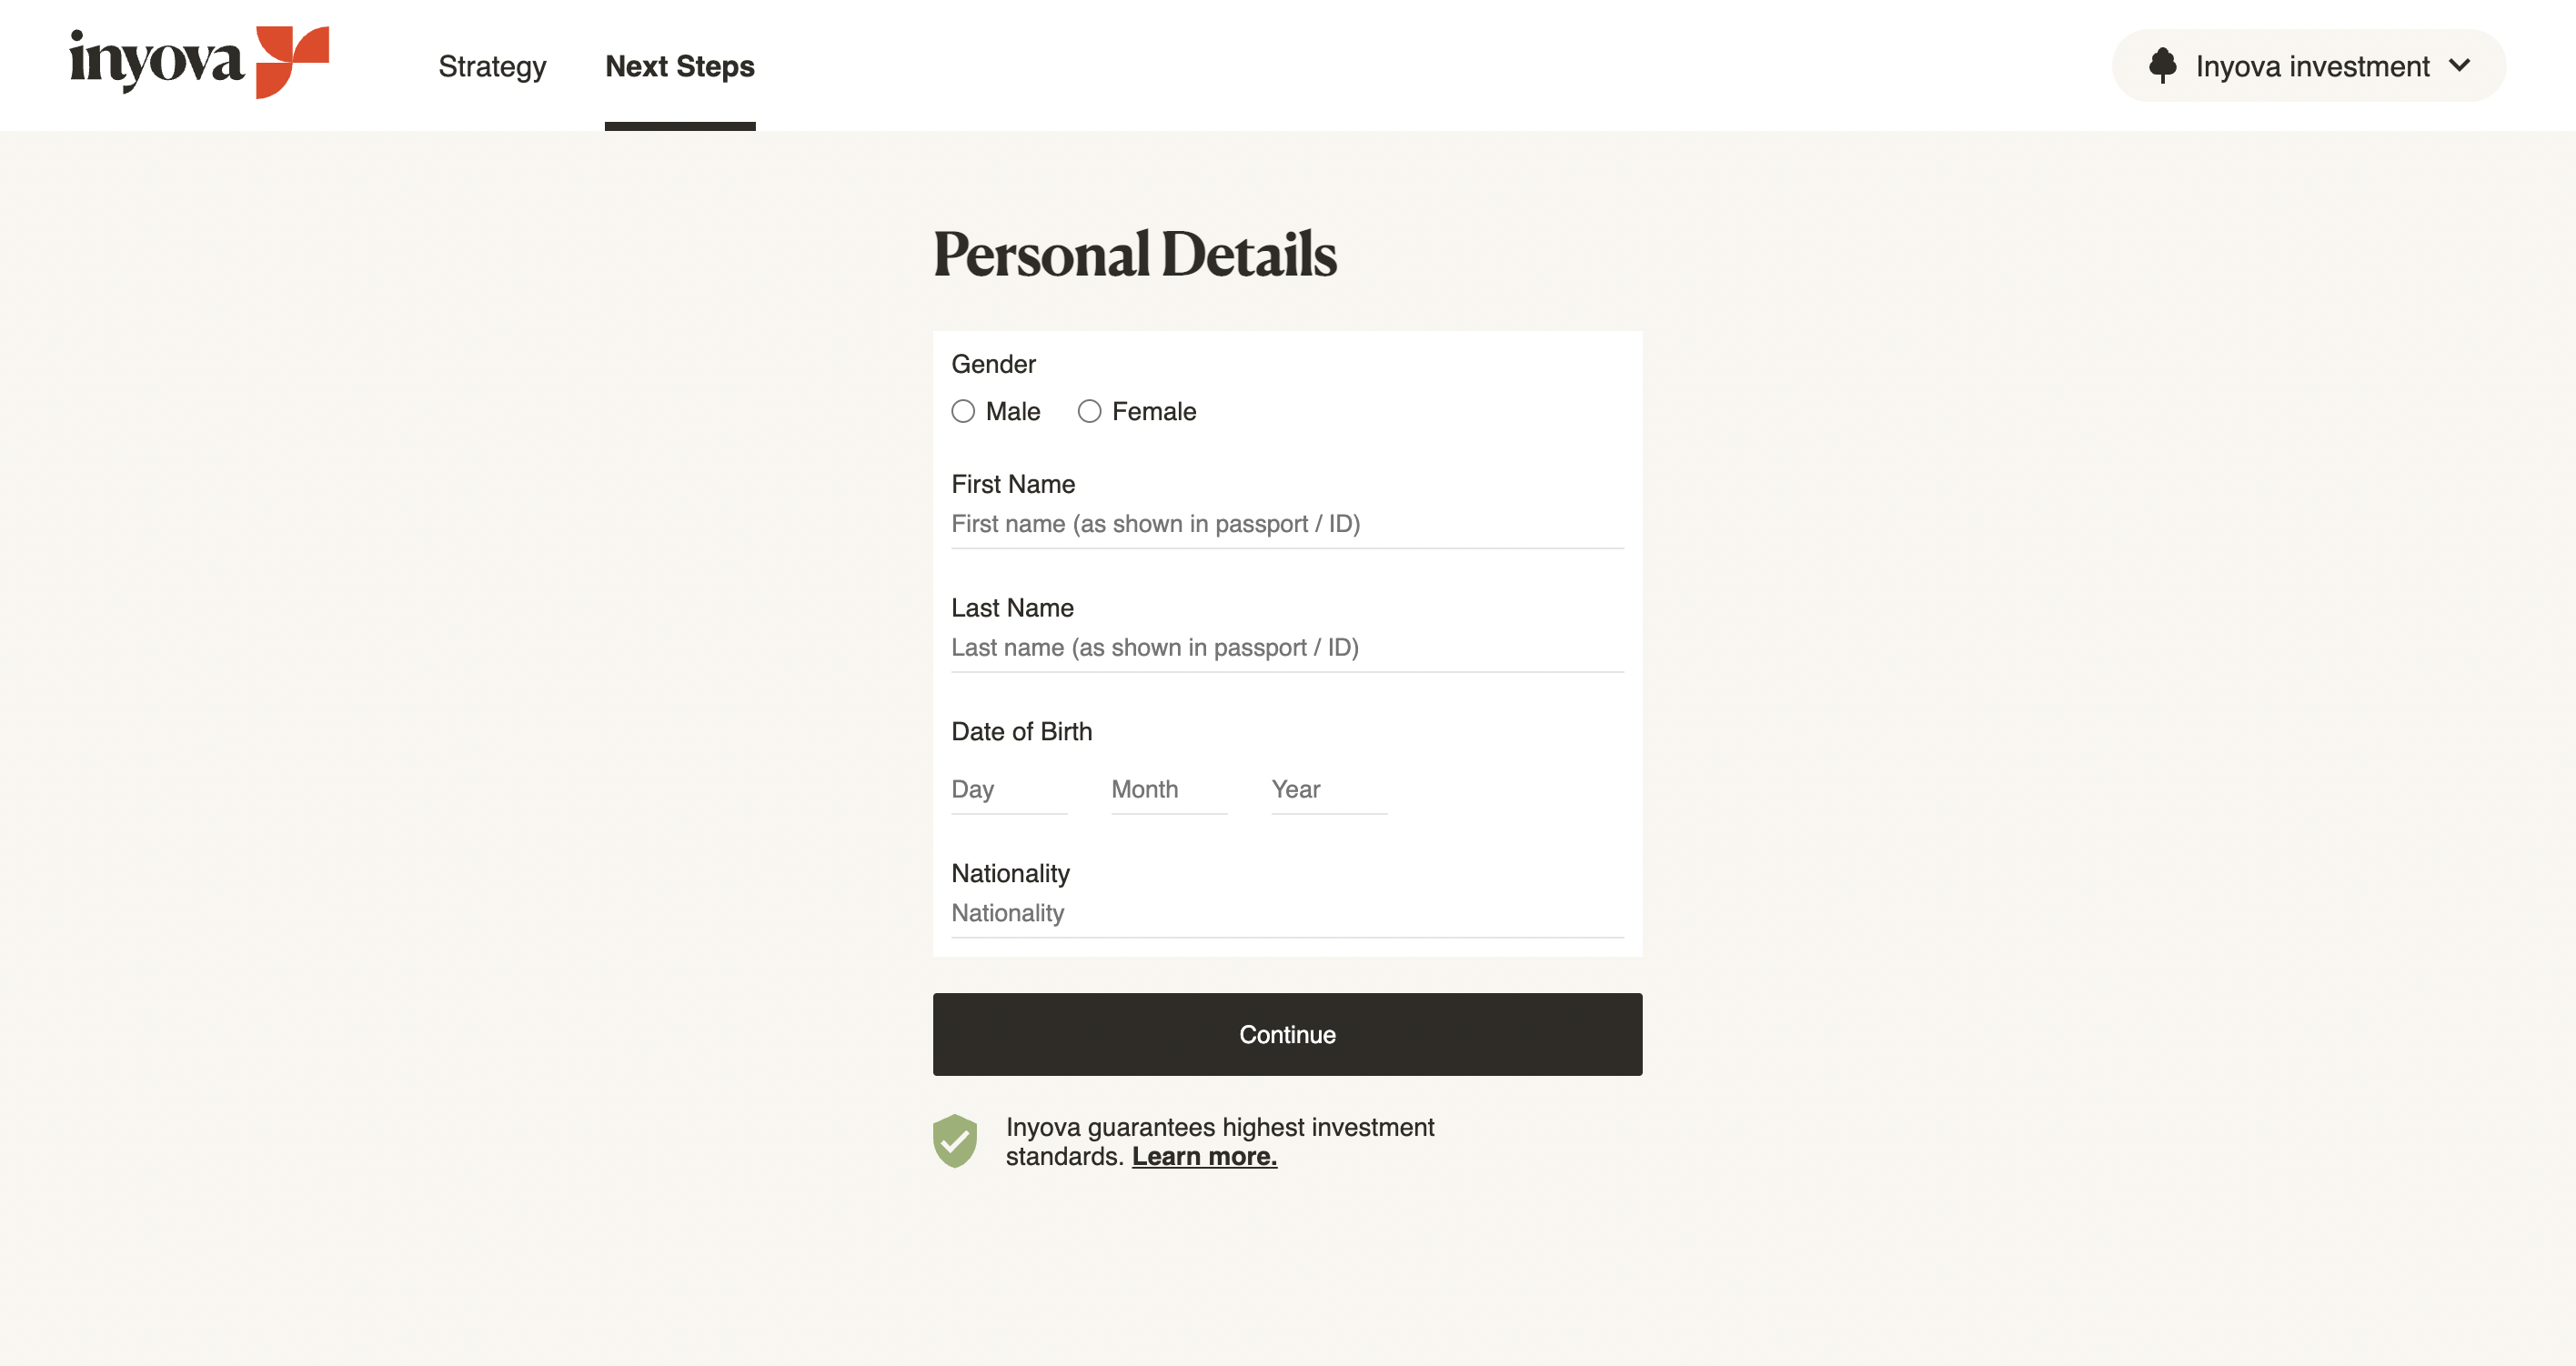 inyova
Strategy
Next Steps
Inyova investment
Personal Details
Gender
Male
Female
First Name
First name (as shown in passport / ID)
Last Name
Last name (as shown in passport / ID)
Date of Birth
Day
Month
Year
Nationality
Nationality
Continue
Inyova guarantees highest investment
standards. Learn more.